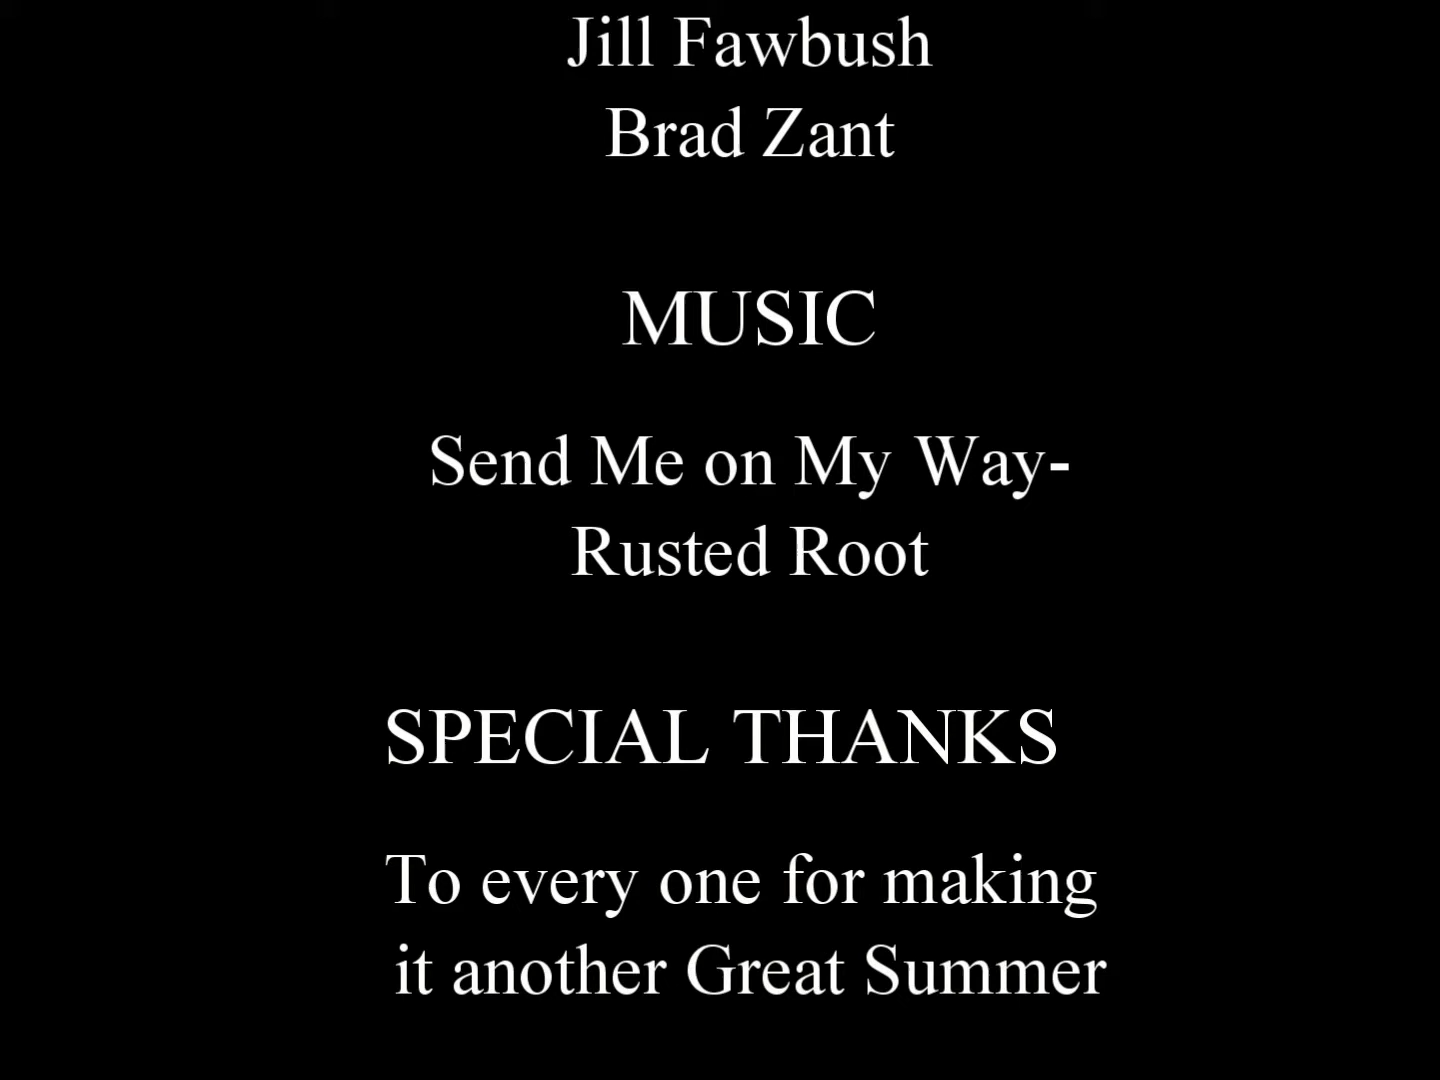 Jill Fawbush
Brad Zant
MUSIC
Send Me on My Way-
Rusted Root
SPECIAL THANKS
To every one for making
it another Great Summer